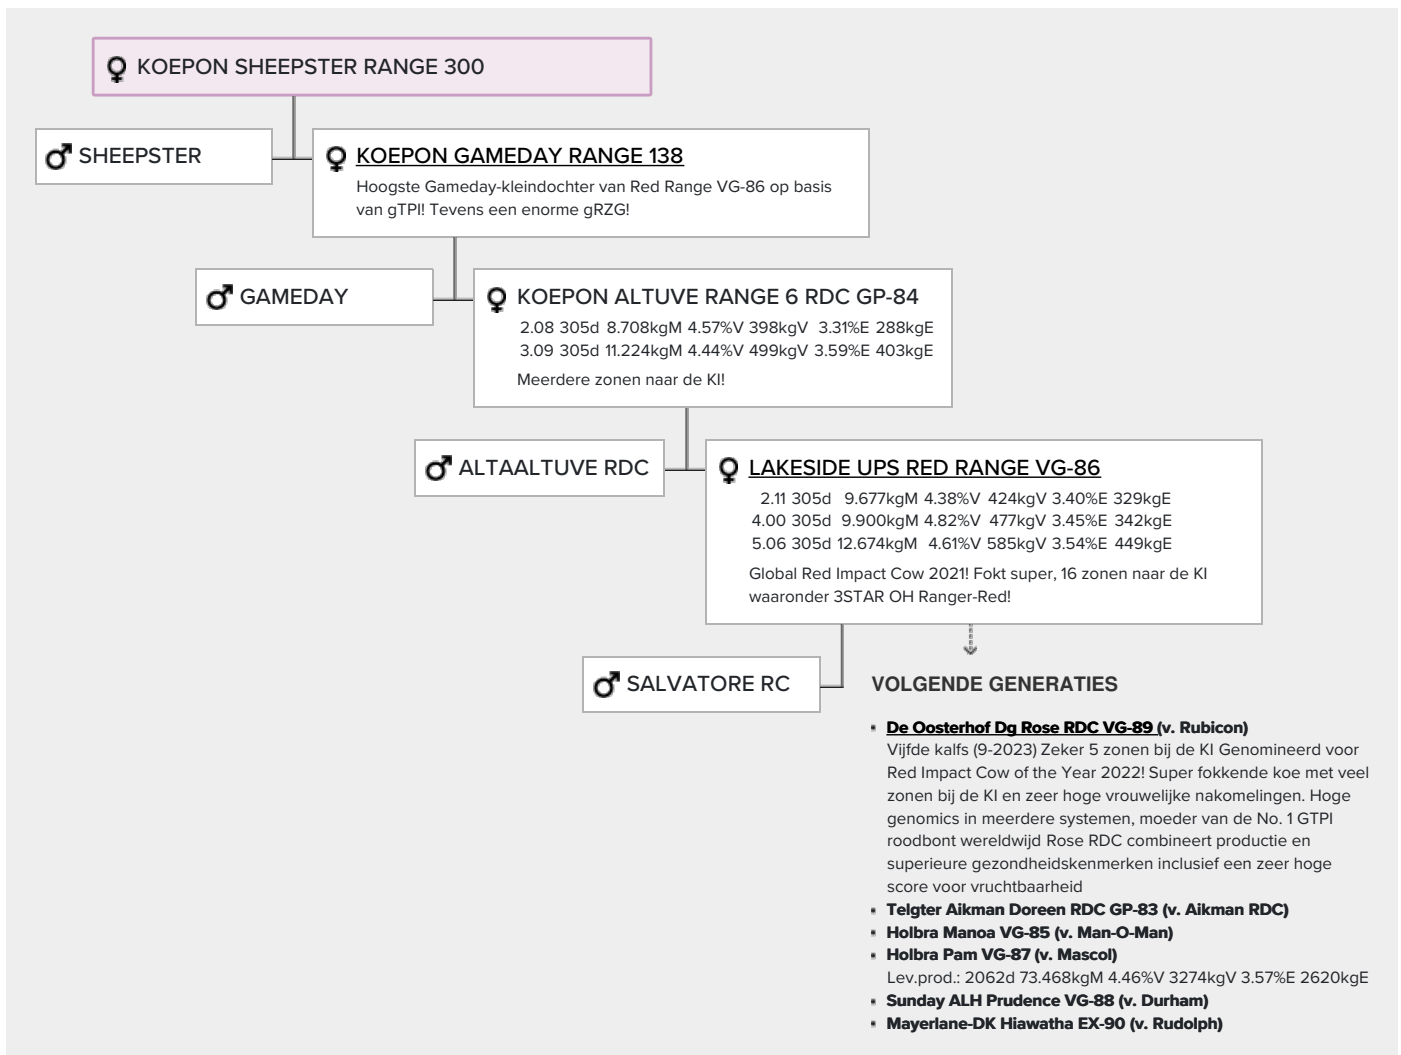 KOEPON SHEEPSTER RANGE 300
SHEEPSTER
KOEPON GAMEDAY RANGE 138
Hoogste Gameday-kleindochter van Red Range VG-86 op basis
van gTPI! Tevens een enorme gRZG!
GAMEDAY
KOEPON ALTUVE RANGE 6 RDC GP-84
2.08 305d 8.708kgM 4.57%V 398kgV 3.31%E 288kgE
3.09 305d 11.224kgM 4.44%V 499kgV 3.59%E 403kgE
Meerdere zonen naar de KI!
ALTAALTUVE RDC
LAKESIDE UPS RED RANGE VG-86
2.11 305d 9.677kgM 4.38%V 424kgV 3.40%E 329kgE
4.00 305d 9.900kgM 4.82%V 477kgV 3.45%E 342kgE
5.06 305d 12.674kgM 4.61%V 585kgV 3.54%E 449kgE
Global Red Impact Cow 2021! Fokt super, 16 zonen naar de KI
waaronder 3STAR OH Ranger-Red!
SALVATORE RC
VOLGENDE GENERATIES
De Oosterhof Dg Rose RDC VG-89 (v. Rubicon)
Vijfde kalfs (9-2023) Zeker 5 zonen bij de KI Genomineerd voor
Red Impact Cow of the Year 2022! Super fokkende koe met veel
zonen bij de KI en zeer hoge vrouwelijke nakomelingen. Hoge
genomics in meerdere systemen, moeder van de No. 1 GTPI
roodbont wereldwijd Rose RDC combineert productie en
superieure gezondheidskenmerken inclusief een zeer hoge
score voor vruchtbaarheid
Telgter Aikman Doreen RDC GP-83 (v. Aikman RDC)
Holbra Manoa VG-85 (v. Man-O-Man)
Holbra Pam VG-87 (v. Mascol)
Lev.prod.: 2062d 73.468kgM 4.46%V 3274kgV 3.57%E 2620kgE
Sunday ALH Prudence VG-88 (v. Durham)
Mayerlane-DK Hiawatha EX-90 (v. Rudolph)